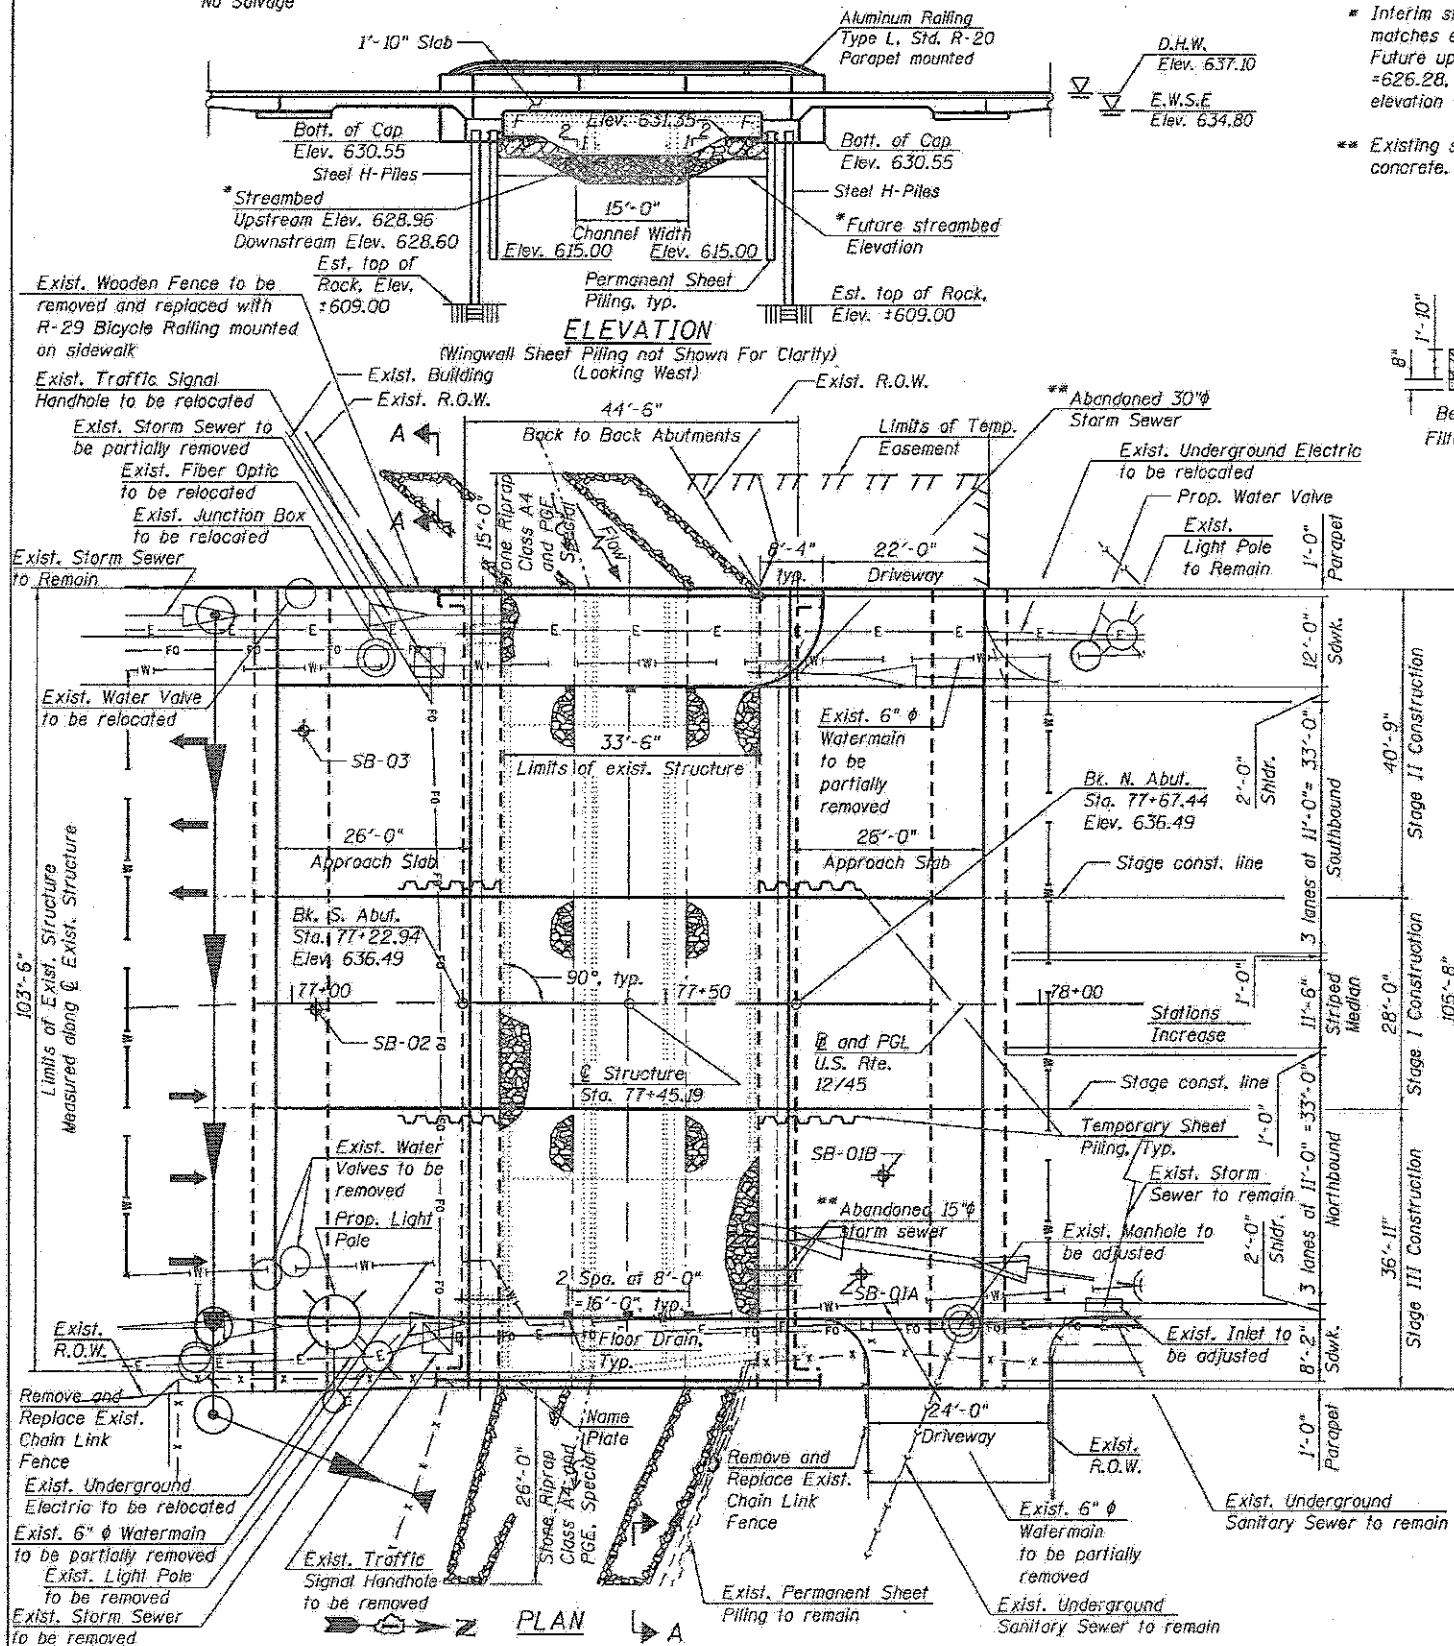 No Salvage
1'-10" Slab
Aluminum Railing
Type L, Std. R-20
Parapet mounted
D.H.W.
Elev. 637.10
E.W.S.E
Elev. 634.80
* Interim s
matches e
Future up
=626.28,
elevation
** Existing s
concrete.
F
2
1
Elev. 631.35
1
2
F
Bott. of Cap
Elev. 630.55
Steel H-Piles
Bott. of Cap
Elev. 630.55
Steel H-Piles
*Streambed
Upstream Elev. 628.96
Downstream Elev. 628.60
15'-0"
Channel Width
*Future streambed
Elevation
Elev. 615.00
Elev. 615.00
Est. top of
Rock, Elev.
±609.00
Permanent Sheet
Piling, typ.
Est. top of Rock,
Elev. ±609.00
ELEVATION
(Wingwall Sheet Piling not Shown For Clarity)
(Looking West)
1'-10"
8"
Be
Filt
Exist. Wooden Fence to be
removed and replaced with
R-29 Bicycle Railing mounted
on sidewalk
Exist. Traffic Signal
Handhole to be relocated
Exist. Storm Sewer to
be partially removed
Exist. Fiber Optic
to be relocated
Exist. Junction Box
to be relocated
Exist. Storm Sewer
to Remain
Exist. Building
Exist. R.O.W.
A
A
44'-6"
Back to Back Abutments
Exist. R.O.W.
Limits of Temp.
Easement
**Abandoned 30"ϕ
Storm Sewer
Exist. Underground Electric
to be relocated
Prop. Water Valve
Exist.
Light Pole
to Remain
15'-0"
Stone Riprap
Class A4
and PGE,
Special
Flow
8'-4"
typ.
22'-0"
Driveway
1'-0"
Parapet
12'-0"
Sdwk.
Exist. Water Valve
to be relocated
SB-03
33'-6"
Limits of exist. Structure
Exist. 6" ϕ
Watermain
to be
partially
removed
26'-0"
Approach Slab
26'-0"
Approach Slab
Bk. N. Abut.
Sta. 77+67.44
Elev. 636.49
Stage const. line
2'-0"
Shldr.
3 lanes at 11'-0"= 33'-0"
Southbound
40'-9"
Stage II Construction
Bk. S. Abut.
Sta. 77+22.94
Elev. 636.49
90°, typ.
77+00
77+50
78+00
SB-02
103'-6"
Limits of Exist. Structure
Measured along ℄ Exist. Structure
℄ Structure
Sta. 77+45.19
and PGL
U.S. Rte.
12/45
Stations
Increase
1'-0"
11'-6"
Striped
Median
28'-0"
Stage I Construction
105'-8"
Stage const. line
Temporary Sheet
Piling, Typ.
1'-0"
3 lanes at 11'-0" =33'-0"
Northbound
Exist. Water
Valves to be
removed
Prop. Light
Pole
SB-01B
**Abandoned 15"ϕ
storm sewer
Exist. Storm
Sewer to remain
Exist. Manhole to
be adjusted
2'-0"
Shldr.
36'-11"
Stage III Construction
2 Spa. at 8'-0"
=16'-0", typ.
SB-01A
Floor Drain,
Typ.
Exist. Inlet to
be adjusted
8'-2"
Sdwk.
Exist.
R.O.W.
Remove and
Replace Exist.
Chain Link
Fence
Name
Plate
26'-0"
Stone Riprap
Class A4 and
PGE, Special
24'-0"
Driveway
Remove and
Replace Exist.
Chain Link
Fence
Exist.
R.O.W.
1'-0"
Parapet
Exist. Underground
Electric to be relocated
Exist. 6" ϕ Watermain
to be partially removed
Exist. Light Pole
to be removed
Exist. Storm Sewer
to be removed
Exist. Traffic
Signal Handhole
to be removed
Exist. Permanent Sheet
Piling to remain
Exist. 6" ϕ
Watermain
to be partially
removed
Exist. Underground
Sanitary Sewer to remain
Exist. Underground
Sanitary Sewer to remain
N
PLAN
A